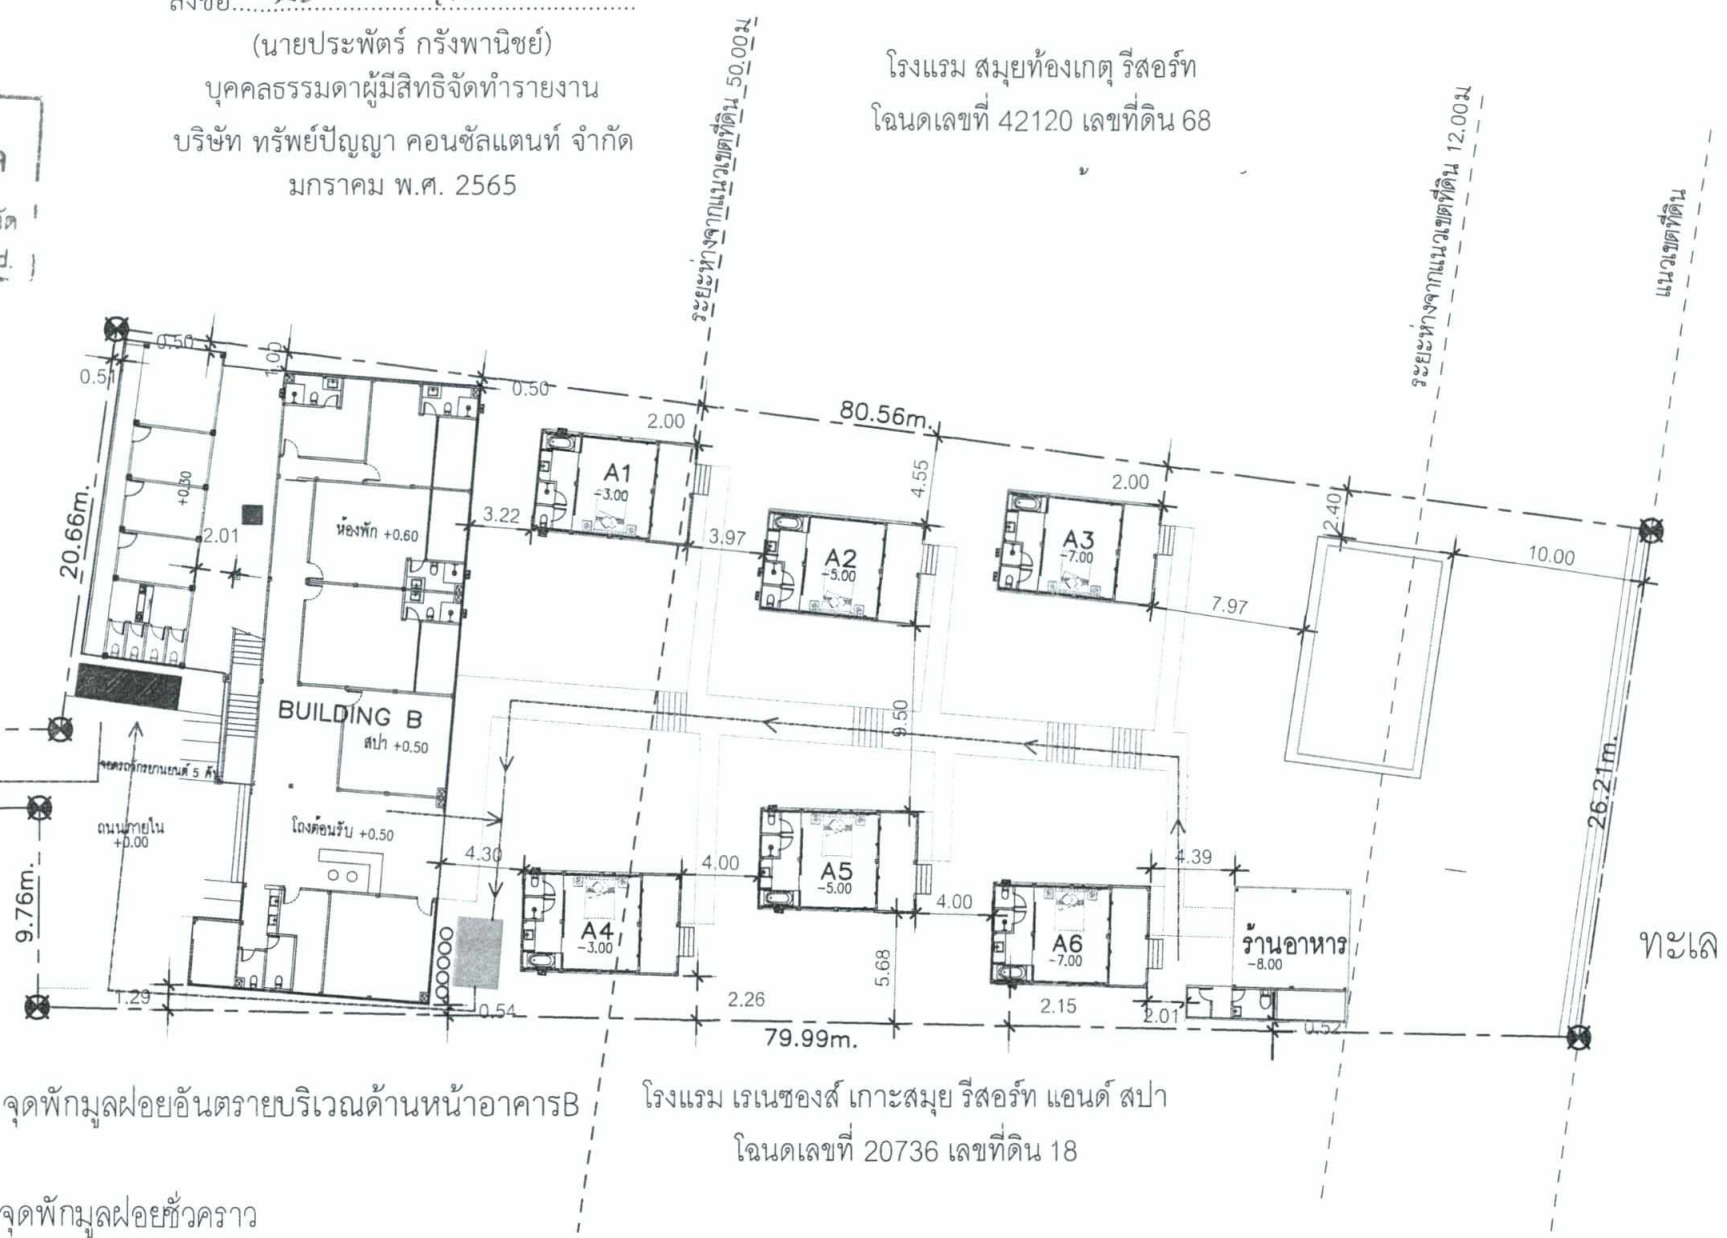 (นายประพัตร์ กรังพานิชย์)
บุคคลธรรมดาผู้มีสิทธิจัดทำรายงาน
บริษัท ทรัพย์ปัญญา คอนซัลแตนท์ จำกัด
มกราคม พ.ศ. 2565
โรงแรม สมุยท้องเกตุ รีสอร์ท
โฉนดเลขที่ 42120 เลขที่ดิน 68
ระยะห่างจากแนวเขตที่ดิน 50.00ม
ระยะห่างจากแนวเขตที่ดิน 12.00ม
แนวเขตที่ดิน
0.50
0.51
1.00
0.50
2.00
80.56m.
4.55
2.00
2.40
10.00
20.66m.
+0.30
2.01
ห้องพัก +0.60
3.22
A1
-3.00
3.97
A2
-5.00
A3
-7.00
7.97
BUILDING B
สปา +0.50
9.50
26.21m.
จอดรถจักรยานยนต์ 5 คัน
ถนนภายใน
+0.00
โถงต้อนรับ +0.50
4.30
4.00
A5
-5.00
4.00
4.39
9.76m.
A4
-3.00
A6
-7.00
ร้านอาหาร
-8.00
ทะเล
1.29
0.54
2.26
5.68
2.15
2.01
0.52
79.99m.
จุดพักมูลฝอยอันตรายบริเวณด้านหน้าอาคารB
โรงแรม เรเนซองส์ เกาะสมุย รีสอร์ท แอนด์ สปา
โฉนดเลขที่ 20736 เลขที่ดิน 18
จุดพักมูลฝอยชั่วคราว